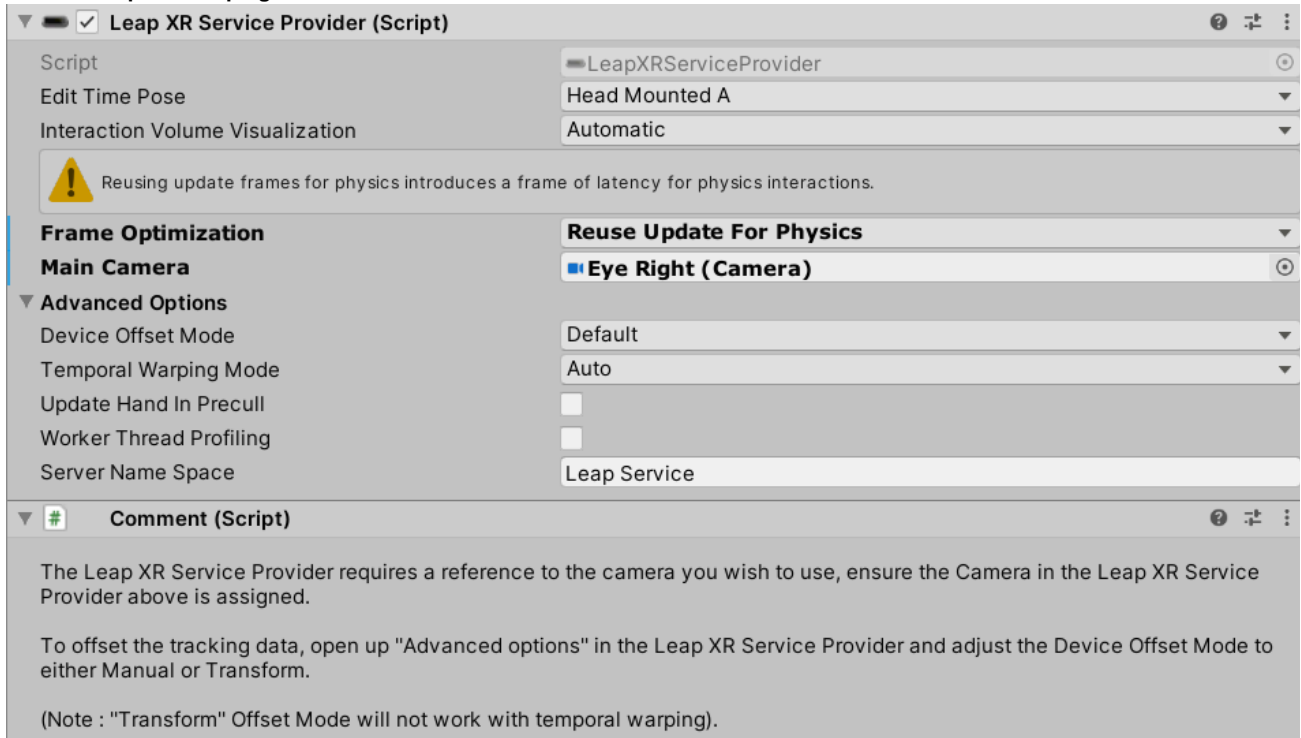 Leap XR Service Provider (Script)
Script
LeapXRServiceProvider
Edit Time Pose
Head Mounted A
Interaction Volume Visualization
Automatic
Reusing update frames for physics introduces a frame of latency for physics interactions.
Frame Optimization
Reuse Update For Physics
Main Camera
Eye Right (Camera)
Advanced Options
Device Offset Mode
Default
Temporal Warping Mode
Auto
Update Hand In Precull
Worker Thread Profiling
Server Name Space
Leap Service
#
Comment (Script)
The Leap XR Service Provider requires a reference to the camera you wish to use, ensure the Camera in the Leap XR Service
Provider above is assigned.
To offset the tracking data, open up "Advanced options" in the Leap XR Service Provider and adjust the Device Offset Mode to
either Manual or Transform.
(Note : "Transform" Offset Mode will not work with temporal warping).